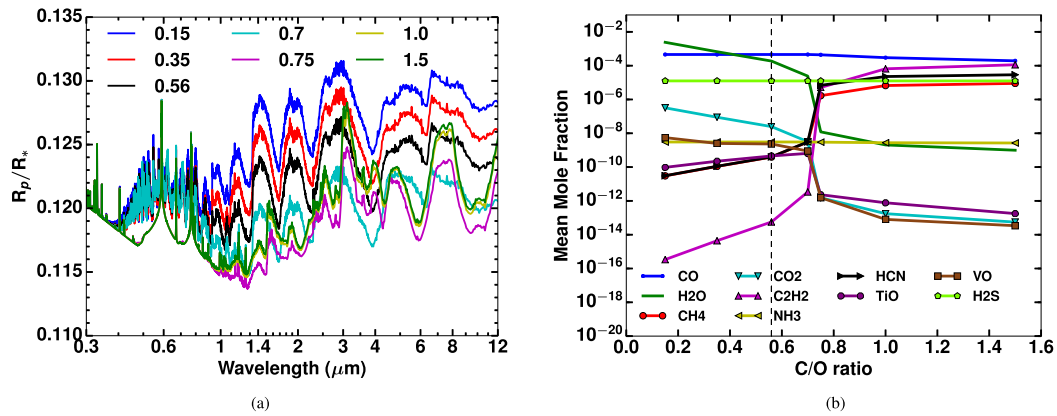 0.135
0.130
0.125
0.120
0.115
0.110
Rp/R*
0.15
0.35
0.56
0.7
0.75
1.0
1.5
0.3 1 1.4 2 3 4 6 8 12
Wavelength (μm)
(a)
10⁻²
10⁻⁴
10⁻⁶
10⁻⁸
10⁻¹⁰
10⁻¹²
10⁻¹⁴
10⁻¹⁶
10⁻¹⁸
10⁻²⁰
Mean Mole Fraction
CO
H2O
CH4
CO2
C2H2
NH3
HCN
TiO
VO
H2S
0.0 0.2 0.4 0.6 0.8 1.0 1.2 1.4 1.6
C/O ratio
(b)